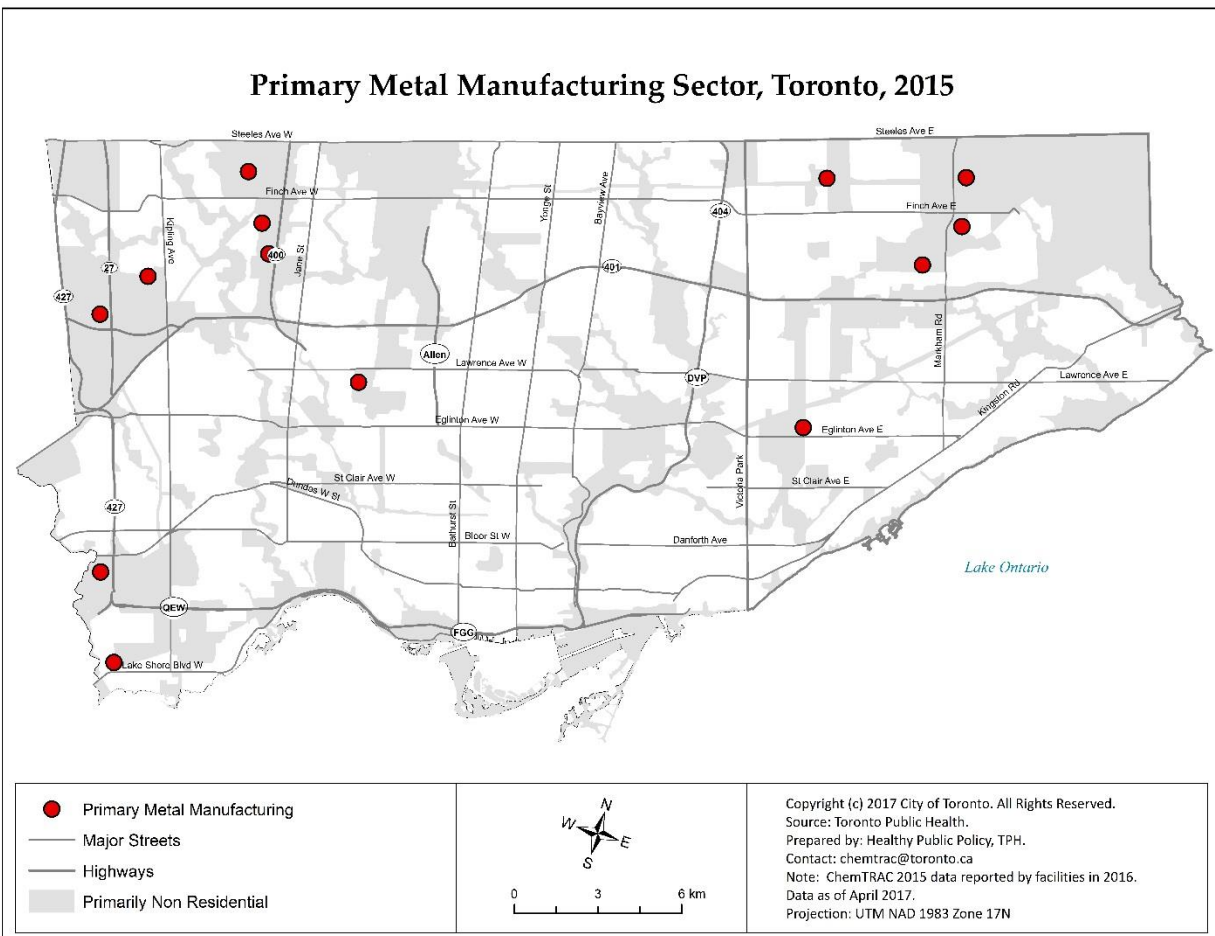 Primary Metal Manufacturing Sector, Toronto, 2015
Steeles Ave W
Steeles Ave E
Finch Ave W
Finch Ave E
Kipling Ave
Jane St
Yonge St
Bayview Ave
404
400
401
27
427
Allen
Lawrence Ave W
DVP
Markham Rd
Kingston Rd
Lawronce Ave E
Eglinton Ave W
Eglinton Ave E
St Clair Ave W
Dundas W St
Victoria Park
St Clair Ave E
427
Bathurst St
Bloor St W
Danforth Ave
Lake Ontario
QEW
FGG
Lake Shore Blvd W
Primary Metal Manufacturing
Major Streets
Highways
Primarily Non Residential
N
W
E
S
0 3 6 km
Copyright (c) 2017 City of Toronto. All Rights Reserved.
Source: Toronto Public Health.
Prepared by: Healthy Public Policy, TPH.
Contact: chemtrac@toronto.ca
Note: ChemTRAC 2015 data reported by facilities in 2016.
Data as of April 2017.
Projection: UTM NAD 1983 Zone 17N